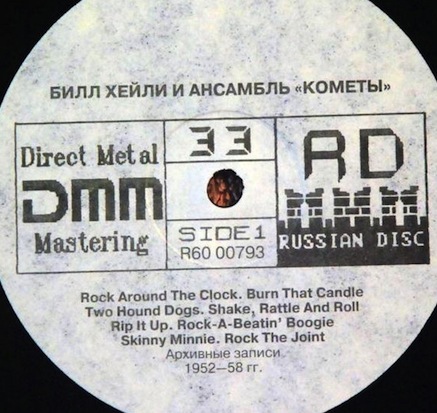 БИЛЛ ХЕЙЛИ И АНСАМБЛЬ «КОМЕТЫ»
Direct Metal
DMM
Mastering
33
SIDE 1
R60 00793
RD
RUSSIAN DISC
Rock Around The Clock. Burn That Candle
Two Hound Dogs. Shake, Rattle And Roll
Rip It Up. Rock-A-Beatin' Boogie
Skinny Minnie. Rock The Joint
Архивные записи
1952—58 гг.